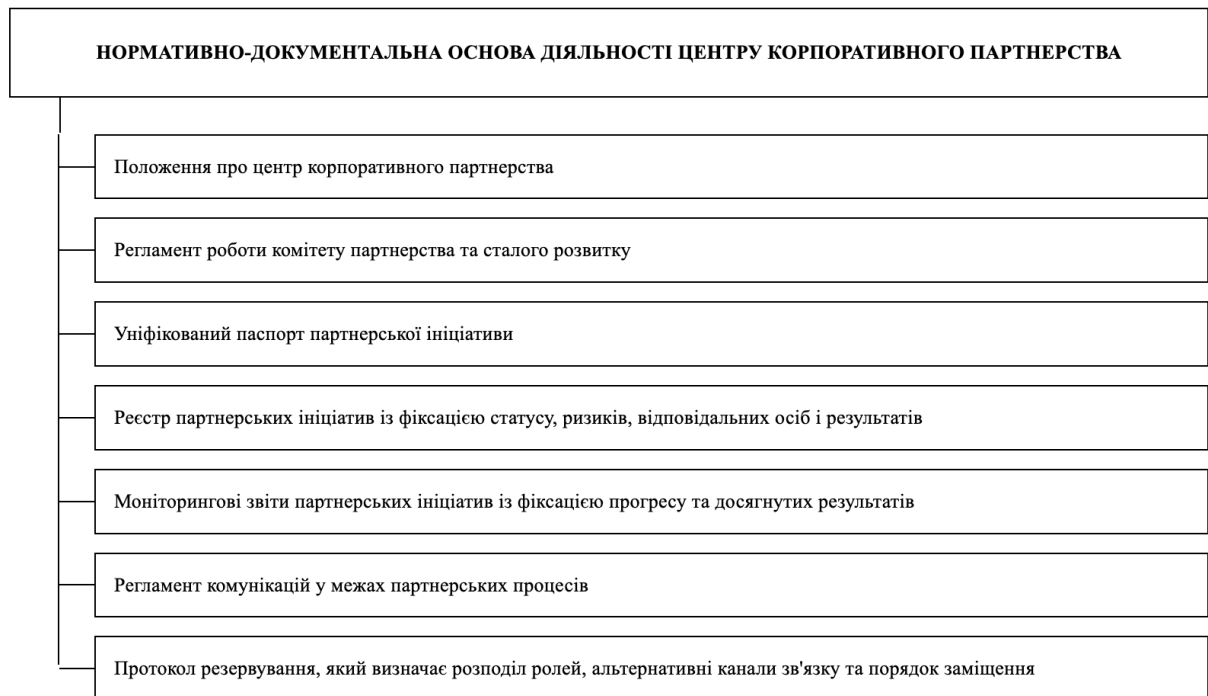 НОРМАТИВНО-ДОКУМЕНТАЛЬНА ОСНОВА ДІЯЛЬНОСТІ ЦЕНТРУ КОРПОРАТИВНОГО ПАРТНЕРСТВА
Положення про центр корпоративного партнерства
Регламент роботи комітету партнерства та сталого розвитку
Уніфікований паспорт партнерської ініціативи
Реєстр партнерських ініціатив із фіксацією статусу, ризиків, відповідальних осіб і результатів
Моніторингові звіти партнерських ініціатив із фіксацією прогресу та досягнутих результатів
Регламент комунікацій у межах партнерських процесів
Протокол резервування, який визначає розподіл ролей, альтернативні канали зв'язку та порядок заміщення